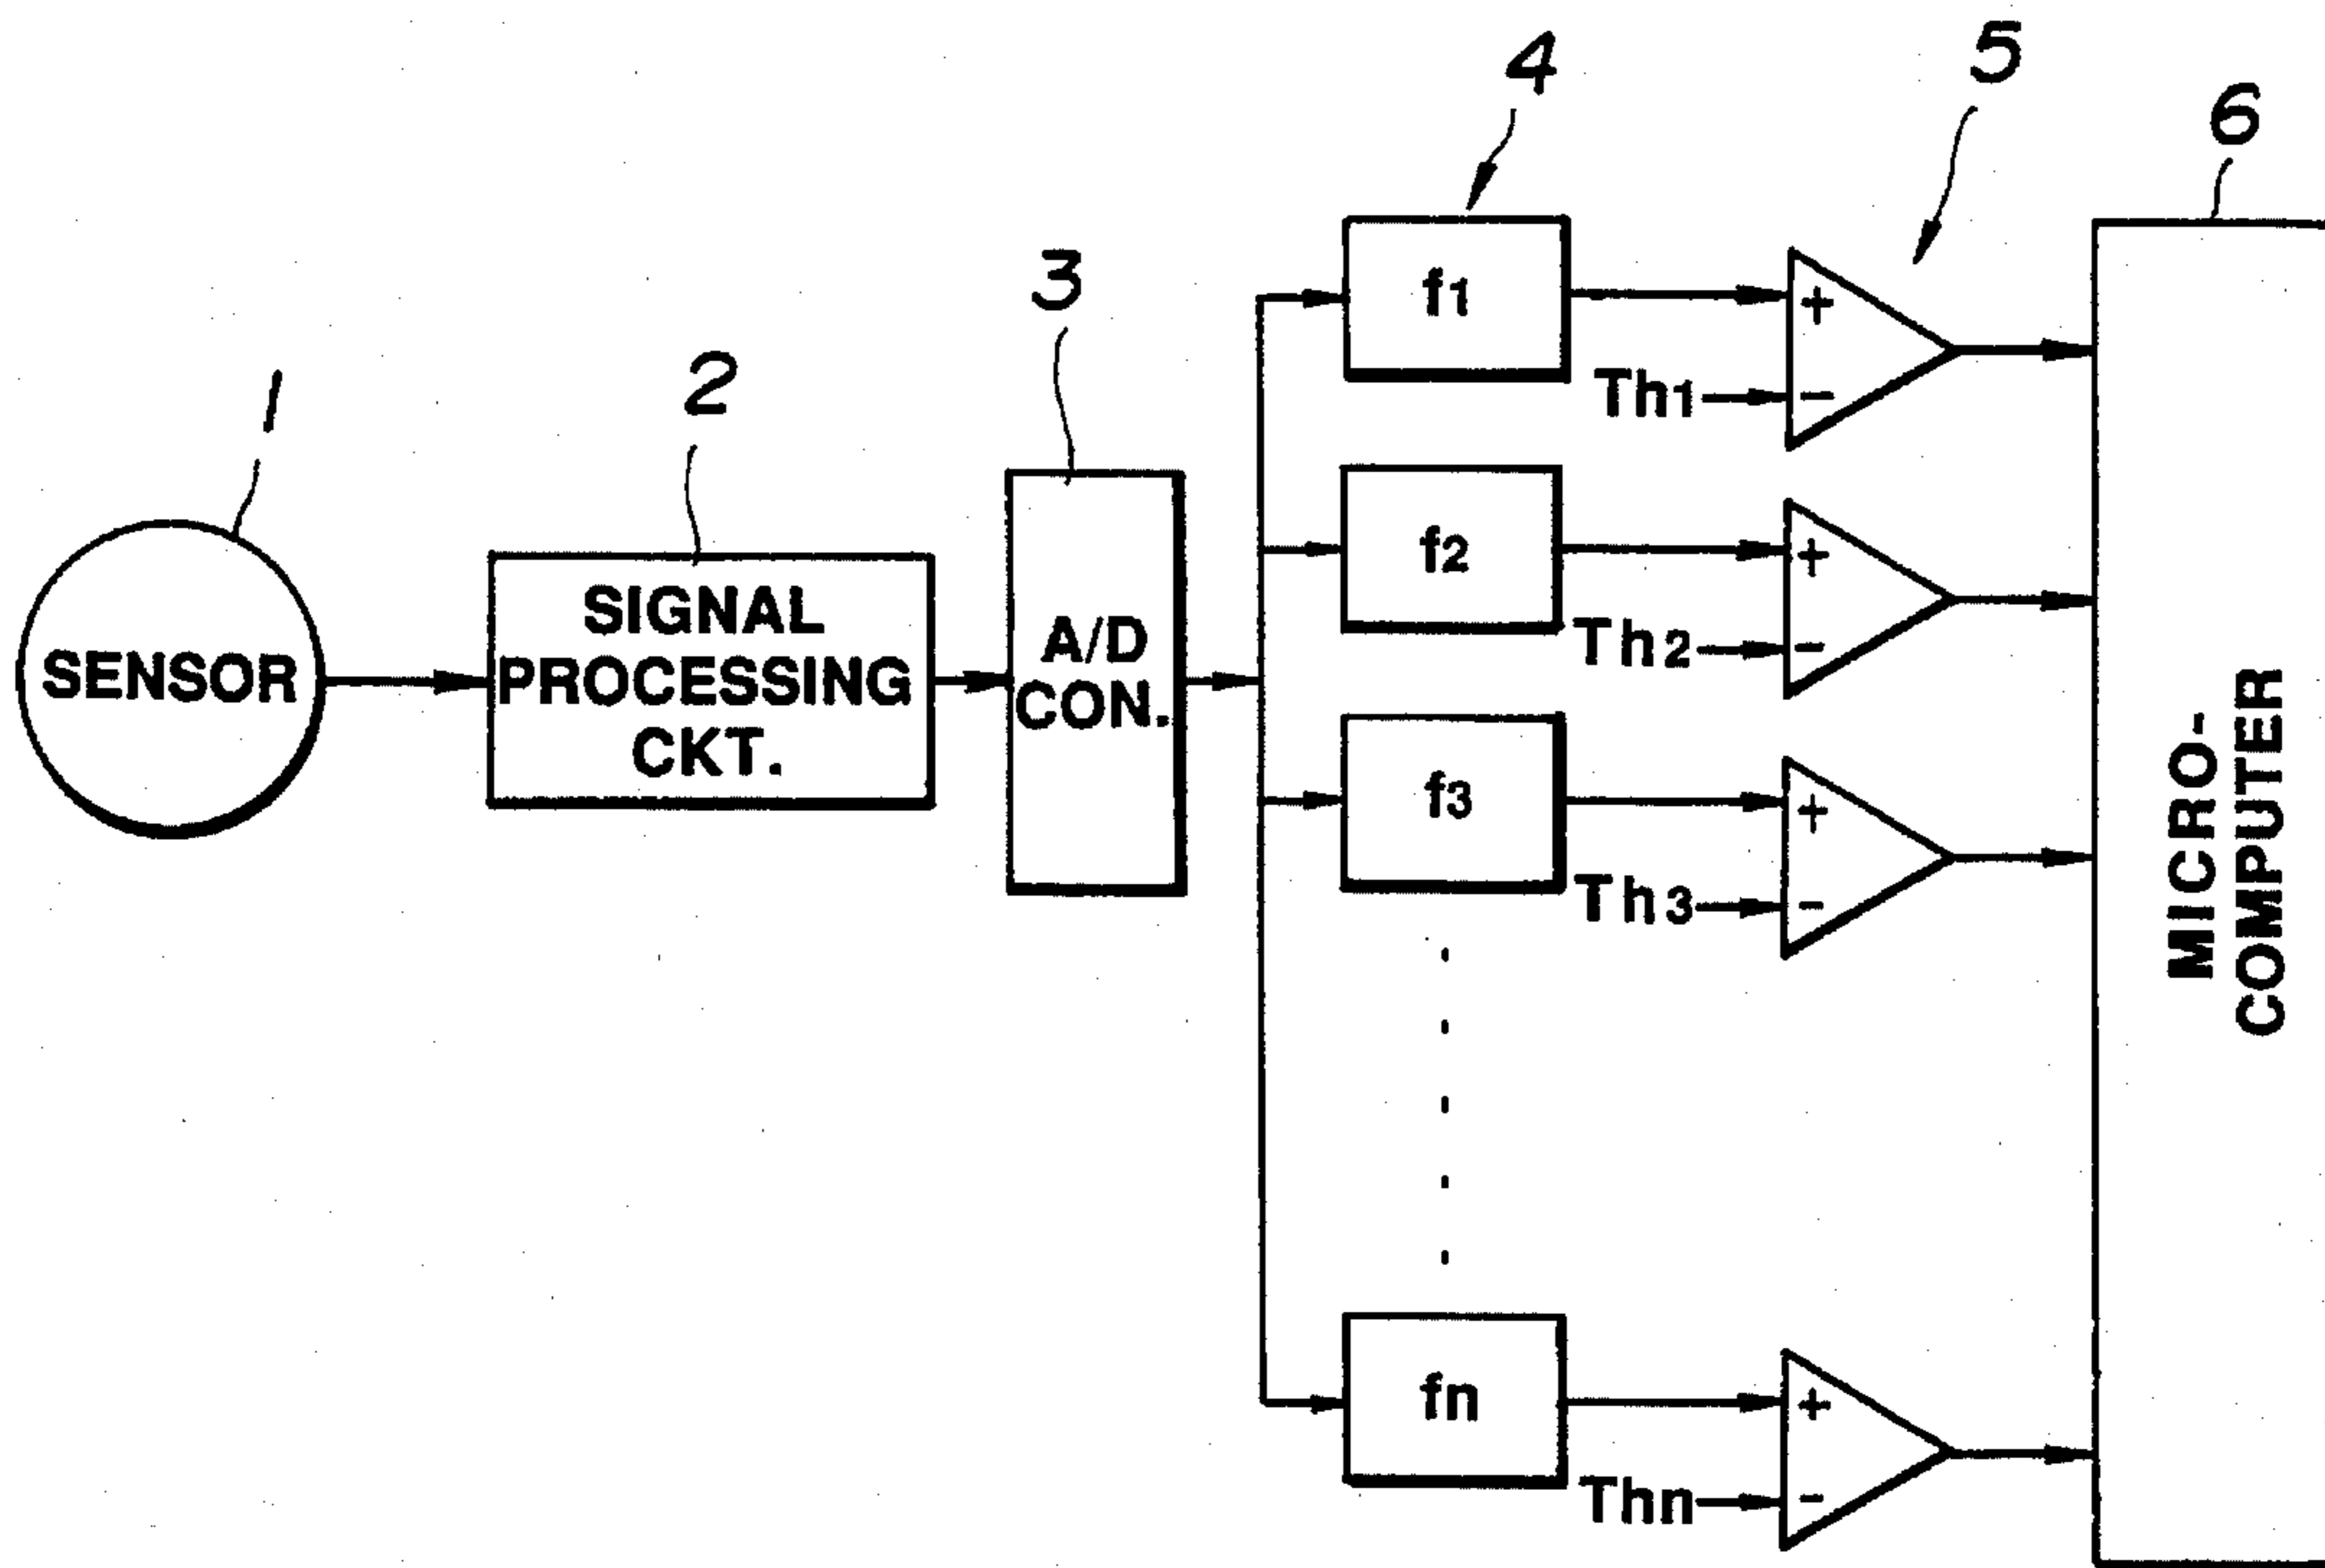 1
SENSOR
2
SIGNAL
PROCESSING
CKT.
3
A/D
CON.
4
f1
f2
f3
fn
5
+
Th1 −
+
Th2 −
+
Th3 −
+
Thn −
6
MICRO-
COMPUTER